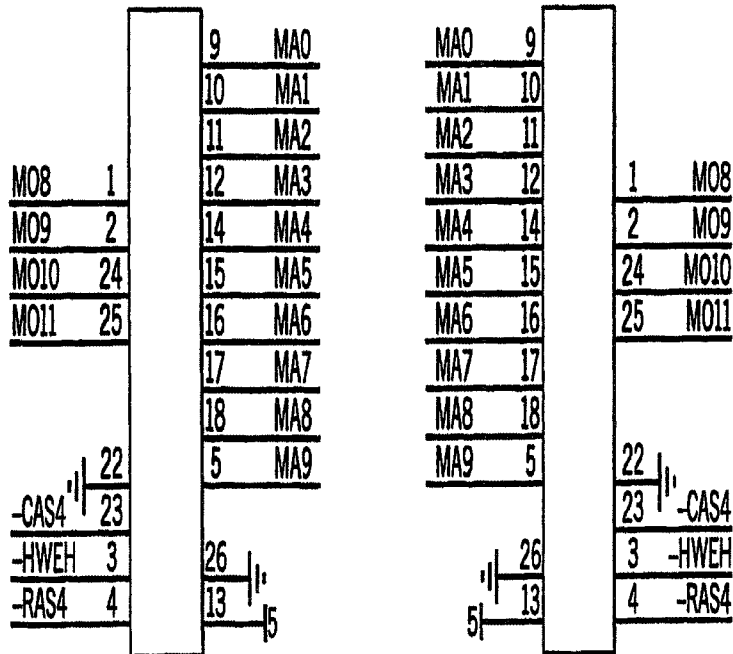 9 MA0
10 MA1
11 MA2
MO8 1 12 MA3
MO9 2 14 MA4
MO10 24 15 MA5
MO11 25 16 MA6
17 MA7
18 MA8
22 5 MA9
-CAS4 23
-HWEH 3 26
-RAS4 4 13 5
MA0 9
MA1 10
MA2 11
MA3 12 1 MO8
MA4 14 2 MO9
MA5 15 24 MO10
MA6 16 25 MO11
MA7 17
MA8 18
MA9 5 22
23 -CAS4
26 3 -HWEH
5 13 4 -RAS4